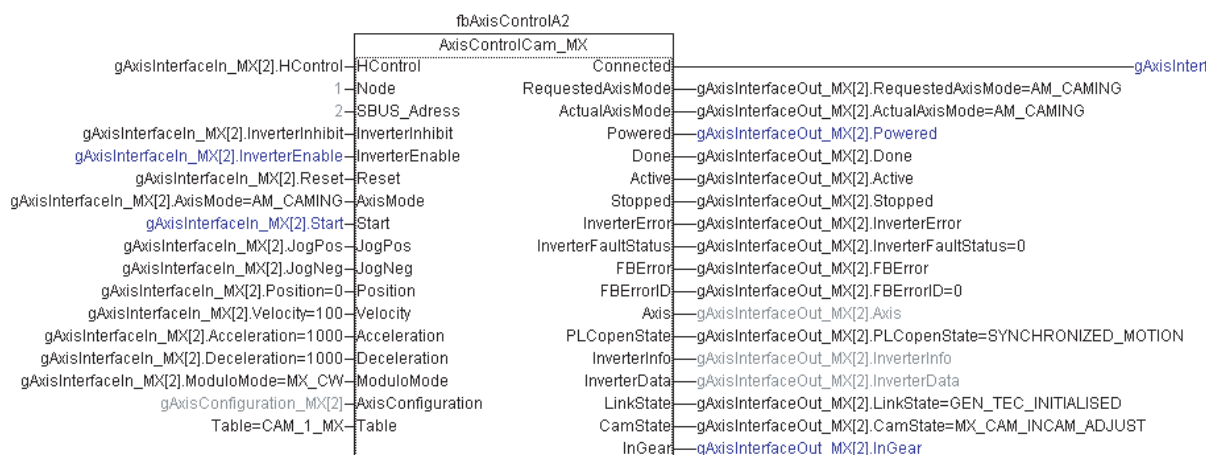 fbAxisControlA2
AxisControlCam_MX
gAxisInterfaceIn_MX[2].HControl HControl Connected gAxisInterf
1 Node RequestedAxisMode gAxisInterfaceOut_MX[2].RequestedAxisMode=AM_CAMING
2 SBUS_Adress ActualAxisMode gAxisInterfaceOut_MX[2].ActualAxisMode=AM_CAMING
gAxisInterfaceIn_MX[2].InverterInhibit InverterInhibit Powered gAxisInterfaceOut_MX[2].Powered
gAxisInterfaceIn_MX[2].InverterEnable InverterEnable Done gAxisInterfaceOut_MX[2].Done
gAxisInterfaceIn_MX[2].Reset Reset Active gAxisInterfaceOut_MX[2].Active
gAxisInterfaceIn_MX[2].AxisMode=AM_CAMING AxisMode Stopped gAxisInterfaceOut_MX[2].Stopped
gAxisInterfaceIn_MX[2].Start Start InverterError gAxisInterfaceOut_MX[2].InverterError
gAxisInterfaceIn_MX[2].JogPos JogPos InverterFaultStatus gAxisInterfaceOut_MX[2].InverterFaultStatus=0
gAxisInterfaceIn_MX[2].JogNeg JogNeg FBError gAxisInterfaceOut_MX[2].FBError
gAxisInterfaceIn_MX[2].Position=0 Position FBErrorID gAxisInterfaceOut_MX[2].FBErrorID=0
gAxisInterfaceIn_MX[2].Velocity=100 Velocity Axis gAxisInterfaceOut_MX[2].Axis
gAxisInterfaceIn_MX[2].Acceleration=1000 Acceleration PLCopenState gAxisInterfaceOut_MX[2].PLCopenState=SYNCHRONIZED_MOTION
gAxisInterfaceIn_MX[2].Deceleration=1000 Deceleration InverterInfo gAxisInterfaceOut_MX[2].InverterInfo
gAxisInterfaceIn_MX[2].ModuloMode=MX_CW ModuloMode InverterData gAxisInterfaceOut_MX[2].InverterData
gAxisConfiguration_MX[2] AxisConfiguration LinkState gAxisInterfaceOut_MX[2].LinkState=GEN_TEC_INITIALISED
Table=CAM_1_MX Table CamState gAxisInterfaceOut_MX[2].CamState=MX_CAM_INCAM_ADJUST
InGear gAxisInterfaceOut_MX[2].InGear